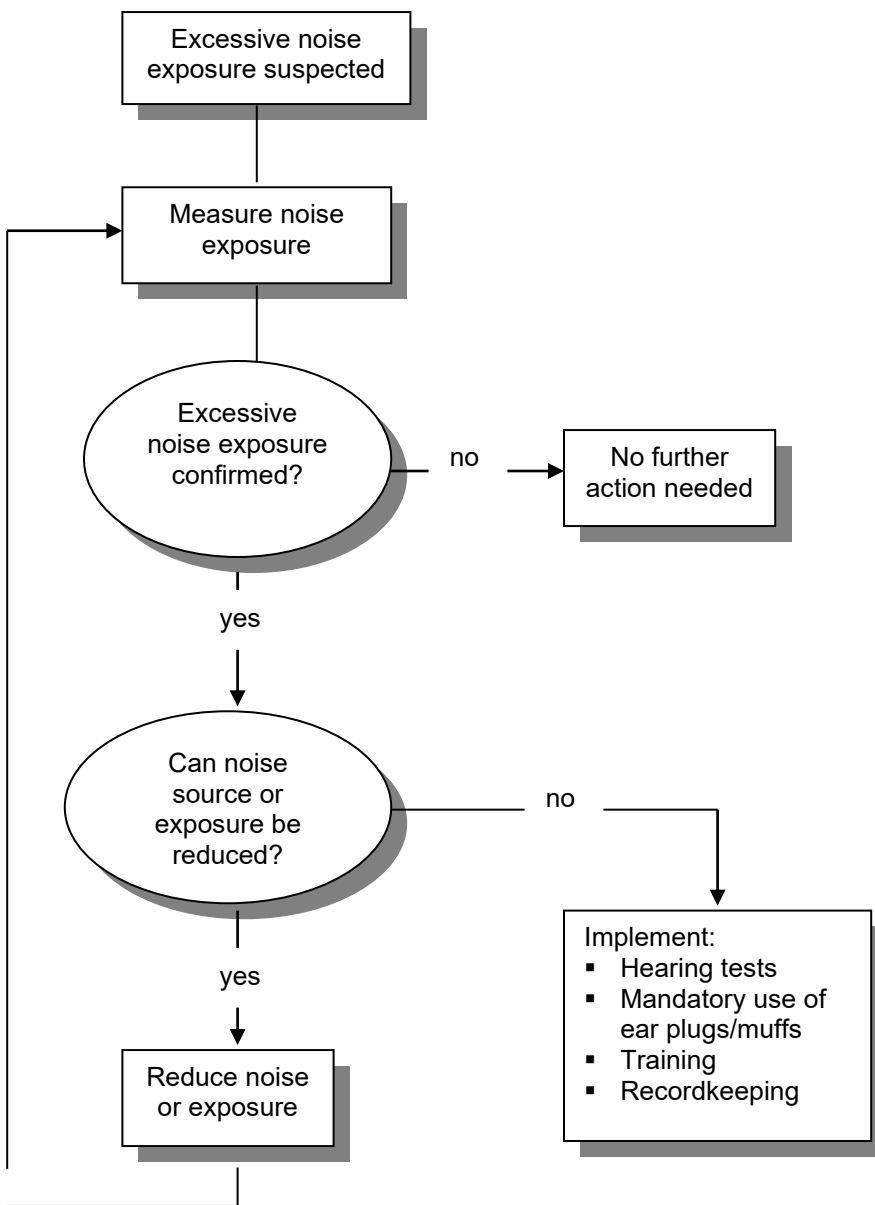 Excessive noise
exposure suspected
Measure noise
exposure
Excessive
noise exposure
confirmed?
no
No further
action needed
yes
Can noise
source or
exposure be
reduced?
no
Implement:
▪ Hearing tests
▪ Mandatory use of
ear plugs/muffs
▪ Training
▪ Recordkeeping
yes
Reduce noise
or exposure